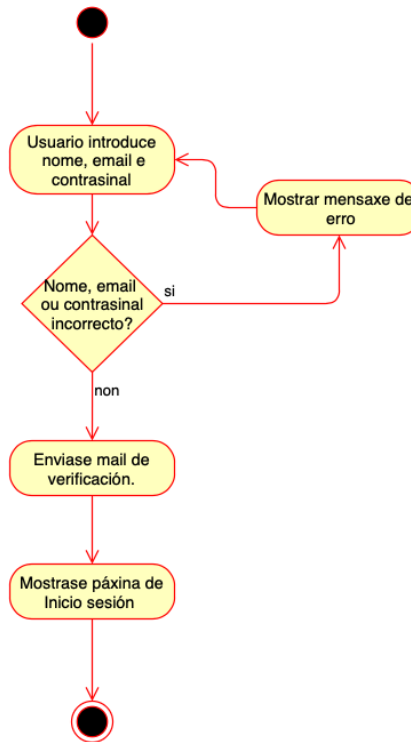 Usuario introduce
nome, email e
contrasinal
Mostrar mensaxe de
erro
Nome, email
ou contrasinal
incorrecto?
si
non
Enviase mail de
verificación.
Mostrase páxina de
Inicio sesión